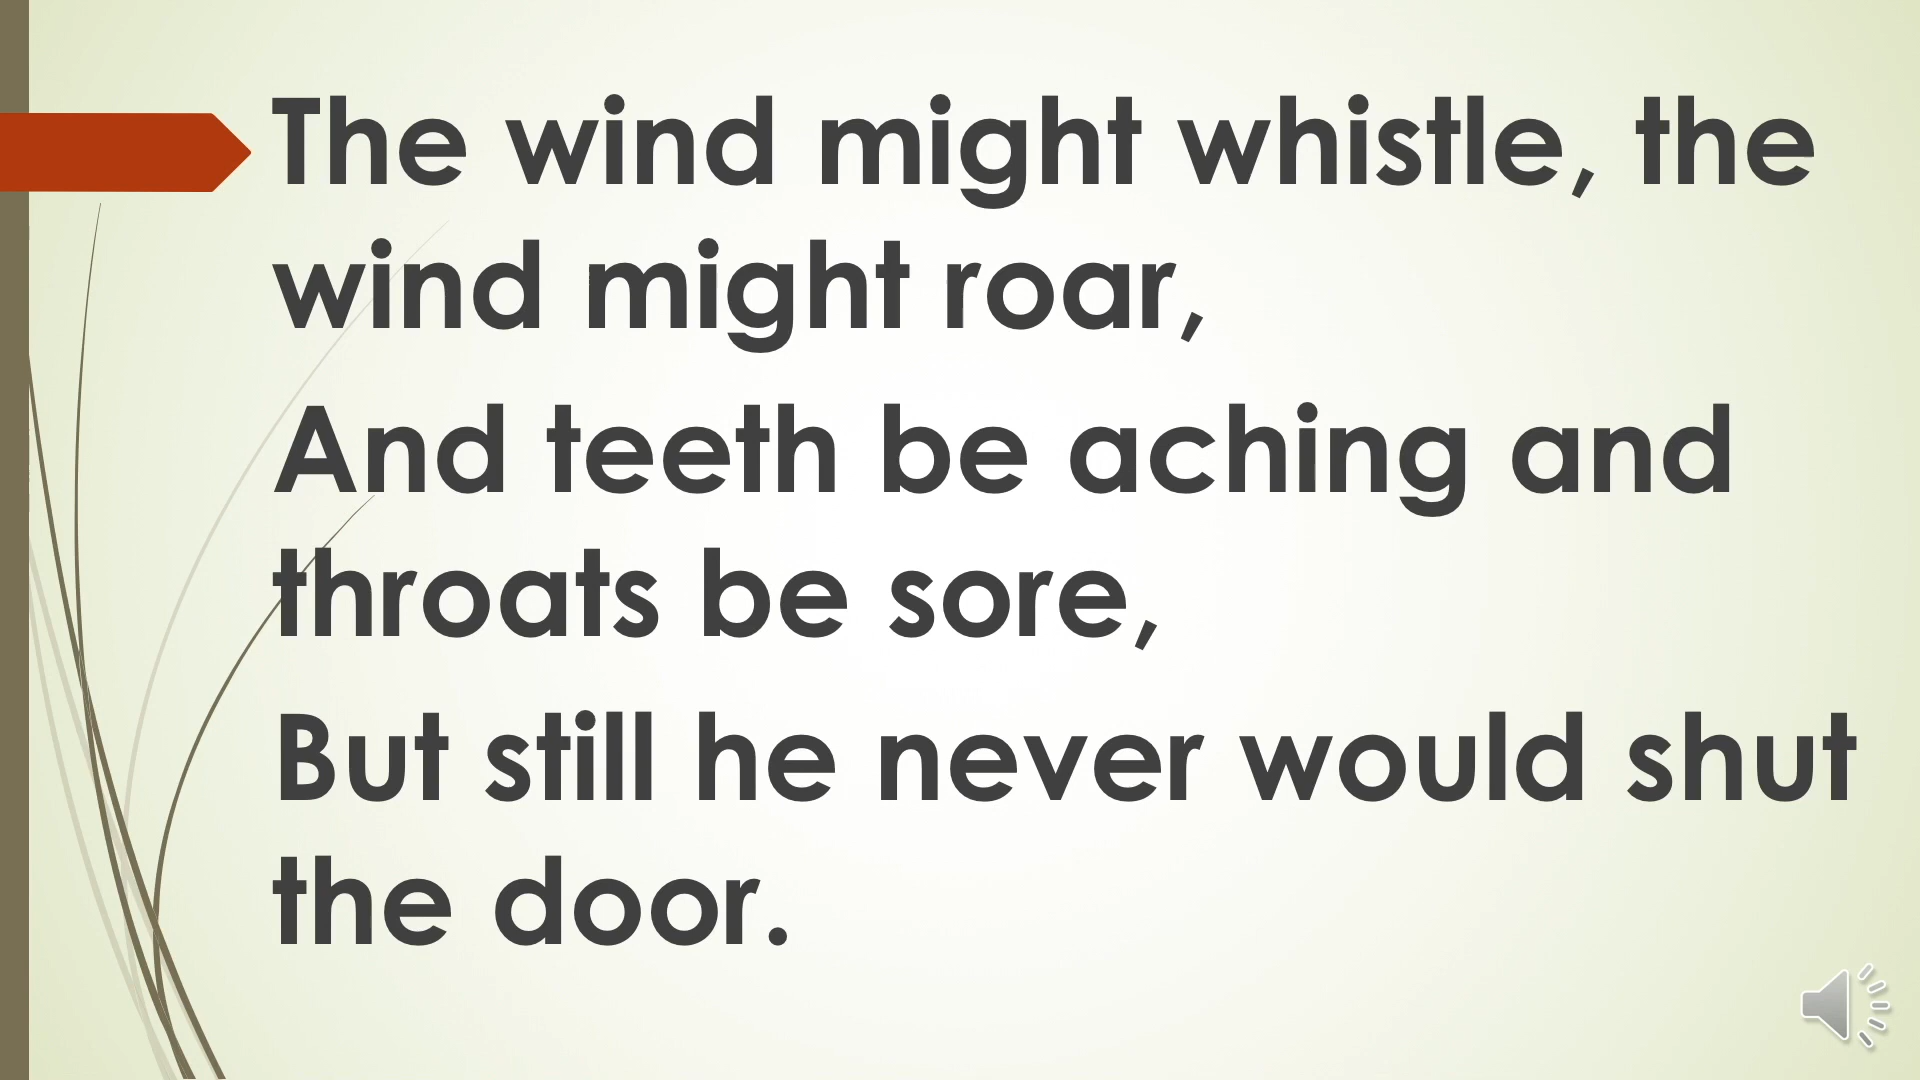 The wind might whistle, the
wind might roar,
And teeth be aching and
throats be sore,
But still he never would shut
the door.